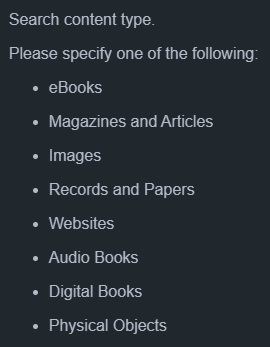 Search content type.
Please specify one of the following:
• eBooks
• Magazines and Articles
• Images
• Records and Papers
• Websites
• Audio Books
• Digital Books
• Physical Objects